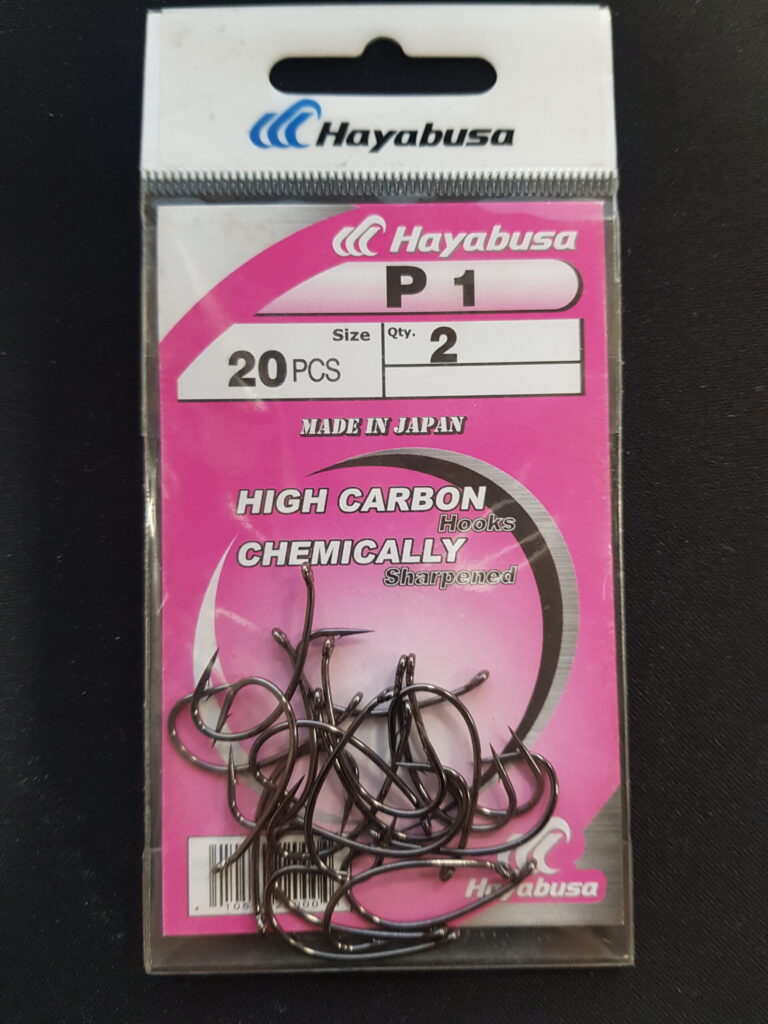 Hayabusa
Hayabusa
P 1
Size Qty. 2
20 PCS
MADE IN JAPAN
HIGH CARBON
Hooks
CHEMICALLY
Sharpened
Hayabusa